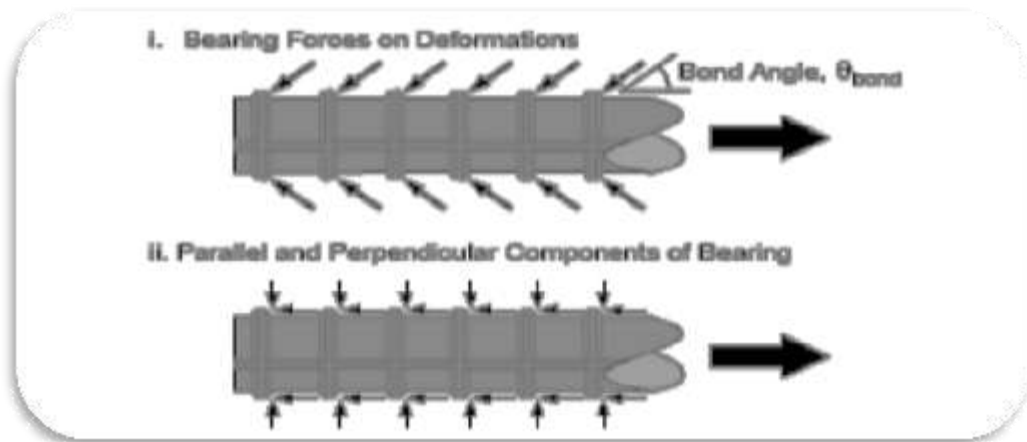 i. Bearing Forces on Deformations
Bond Angle, θbond
ii. Parallel and Perpendicular Components of Bearing